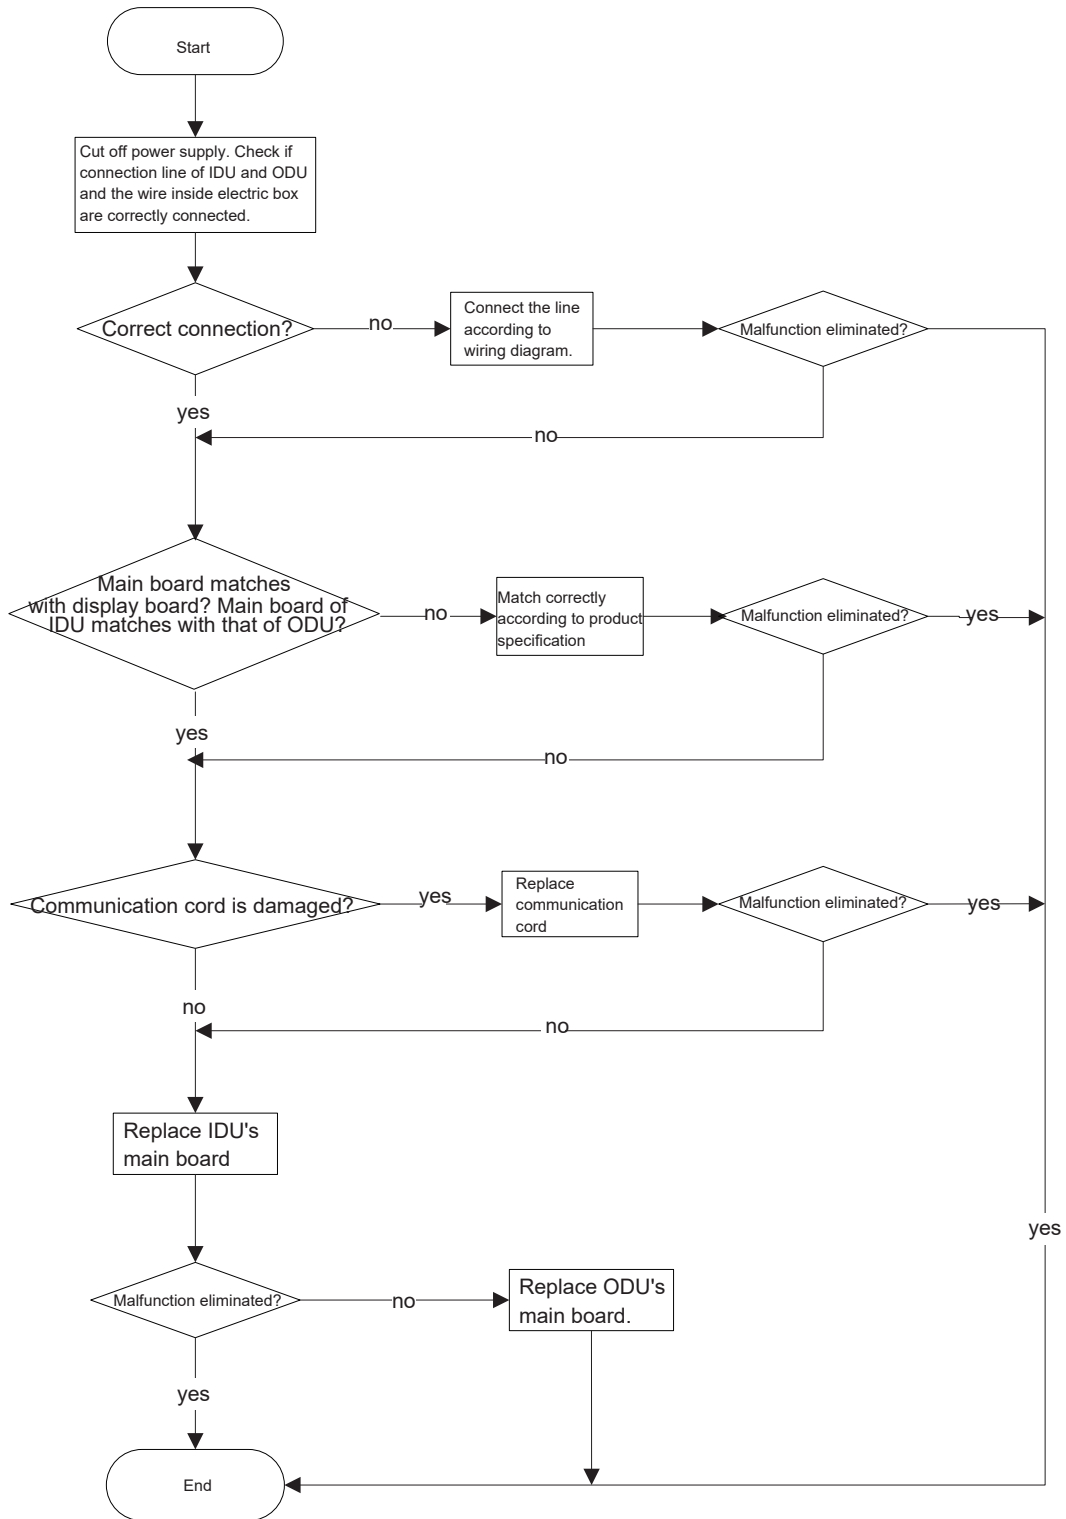 Start
Cut off power supply. Check if
connection line of IDU and ODU
and the wire inside electric box
are correctly connected.
Correct connection?
no
Connect the line
according to
wiring diagram.
Malfunction eliminated?
yes
no
Main board matches
with display board? Main board of
IDU matches with that of ODU?
no
Match correctly
according to product
specification
Malfunction eliminated?
yes
yes
no
Communication cord is damaged?
yes
Replace
communication
cord
Malfunction eliminated?
yes
no
no
Replace IDU's
main board
yes
Malfunction eliminated?
no
Replace ODU's
main board.
yes
End